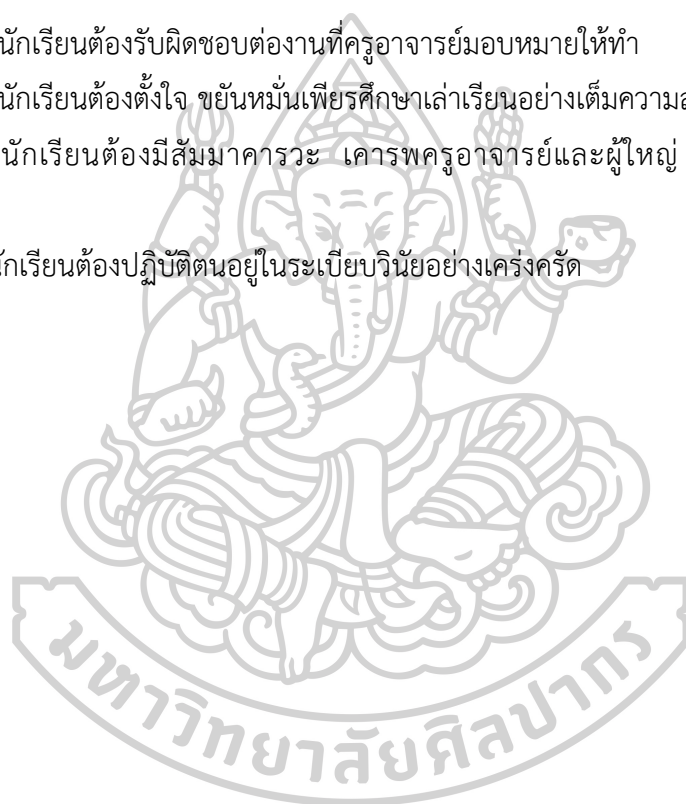 นักเรียนต้องรับผิดชอบต่องานที่ครูอาจารย์มอบหมายให้ทำ
นักเรียนต้องตั้งใจ ขยันหมั่นเพียรศึกษาเล่าเรียนอย่างเต็มความ
นักเรียนต้องมีสัมมาคารวะ เคารพครูอาจารย์และผู้ใหญ่
นักเรียนต้องปฏิบัติตนอยู่ในระเบียบวินัยอย่างเคร่งครัด
มหาวิทยาลัยศิลปากร